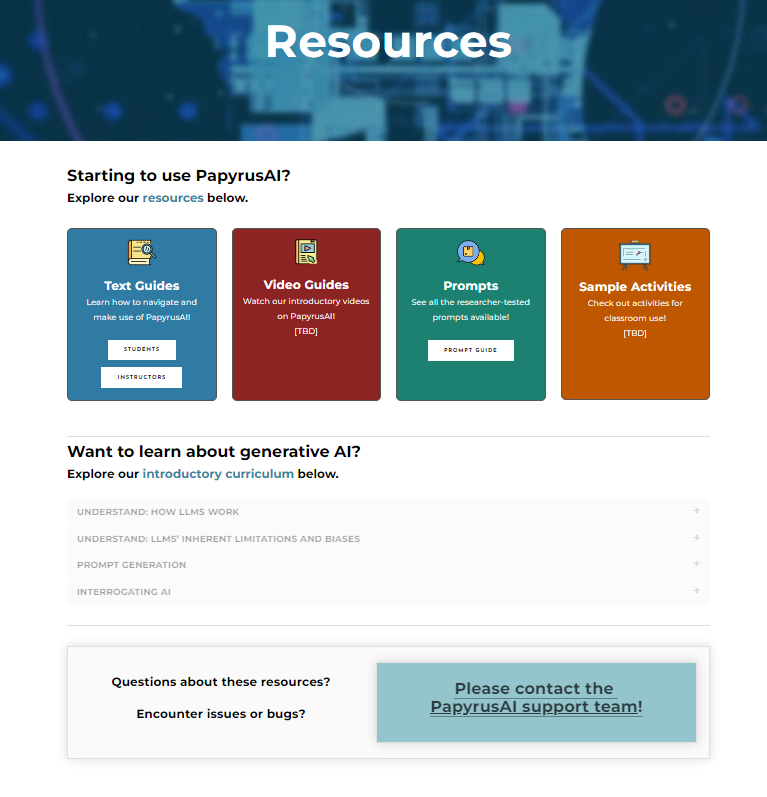 Resources
Starting to use PapyrusAI?
Explore our resources below.
Text Guides
Learn how to navigate and
make use of PapyrusAI!
STUDENTS
INSTRUCTORS
Video Guides
Watch our introductory videos
on PapyrusAI!
[TBD]
Prompts
See all the researcher-tested
prompts available!
PROMPT GUIDE
Sample Activities
Check out activities for
classroom use!
[TBD]
Want to learn about generative AI?
Explore our introductory curriculum below.
UNDERSTAND: HOW LLMS WORK +
UNDERSTAND: LLMS’ INHERENT LIMITATIONS AND BIASES +
PROMPT GENERATION +
INTERROGATING AI +
Questions about these resources?
Encounter issues or bugs?
Please contact the
PapyrusAI support team!